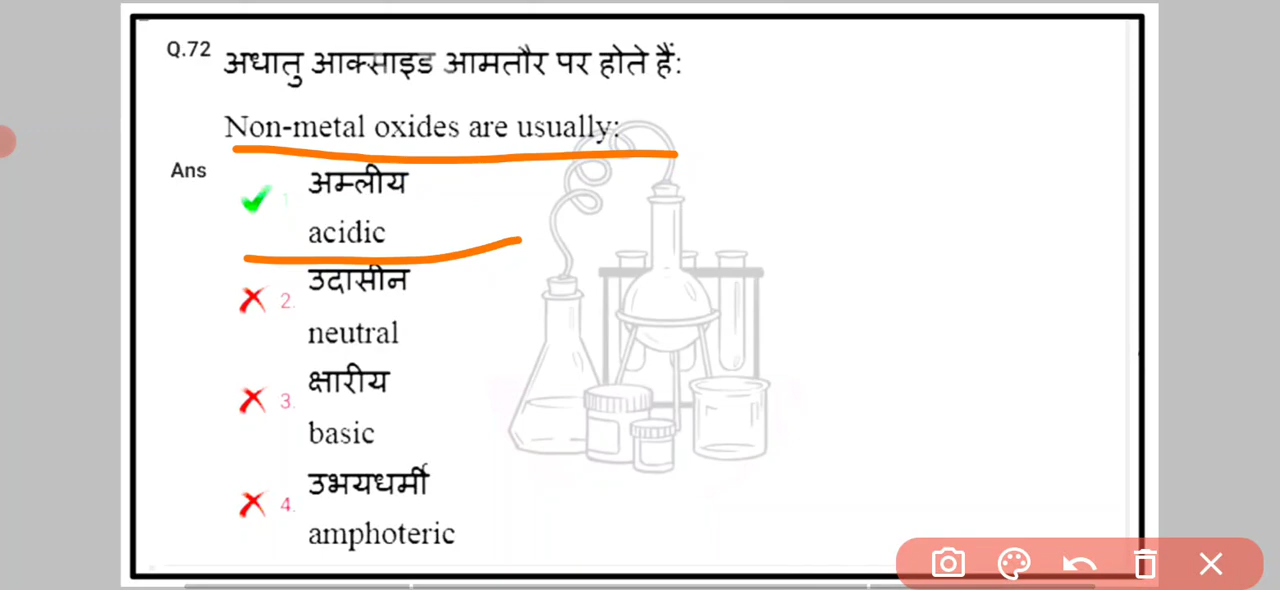 Q.72 अधातु आक्साइड आमतौर पर होते हैं:
Non-metal oxides are usually:
Ans
1. अम्लीय
acidic
2. उदासीन
neutral
3. क्षारीय
basic
4. उभयधर्मी
amphoteric